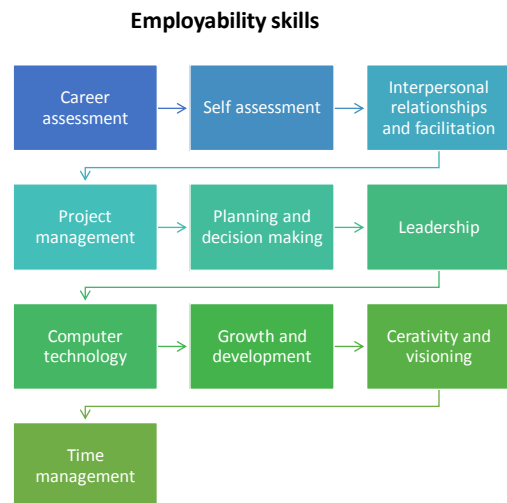 Employability skills
Career
assessment
Self assessment
Interpersonal
relationships
and facilitation
Project
management
Planning and
decision making
Leadership
Computer
technology
Growth and
development
Cerativity and
visioning
Time
management